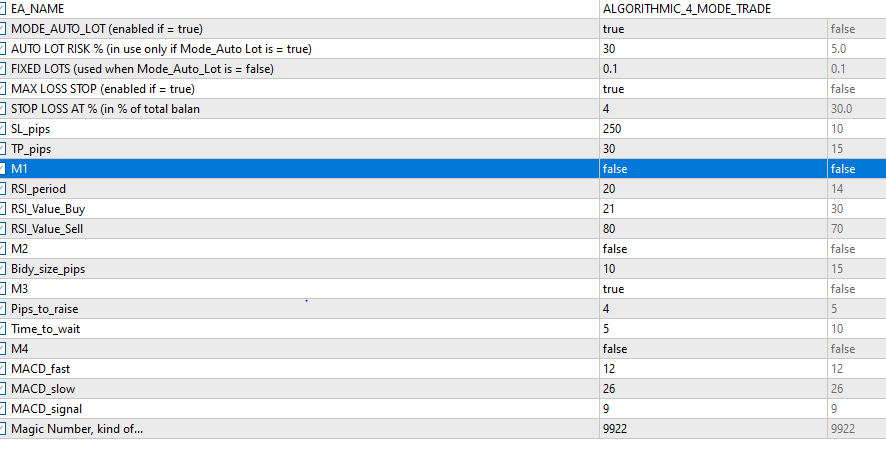 EA_NAME ALGORITHMIC_4_MODE_TRADE
MODE_AUTO_LOT (enabled if = true) true false
AUTO LOT RISK % (in use only if Mode_Auto Lot is = true) 30 5.0
FIXED LOTS (used when Mode_Auto_Lot is = false) 0.1 0.1
MAX LOSS STOP (enabled if = true) true false
STOP LOSS AT % (in % of total balan 4 30.0
SL_pips 250 10
TP_pips 30 15
M1 false false
RSI_period 20 14
RSI_Value_Buy 21 30
RSI_Value_Sell 80 70
M2 false false
Bidy_size_pips 10 15
M3 true false
Pips_to_raise 4 5
Time_to_wait 5 10
M4 false false
MACD_fast 12 12
MACD_slow 26 26
MACD_signal 9 9
Magic Number, kind of... 9922 9922